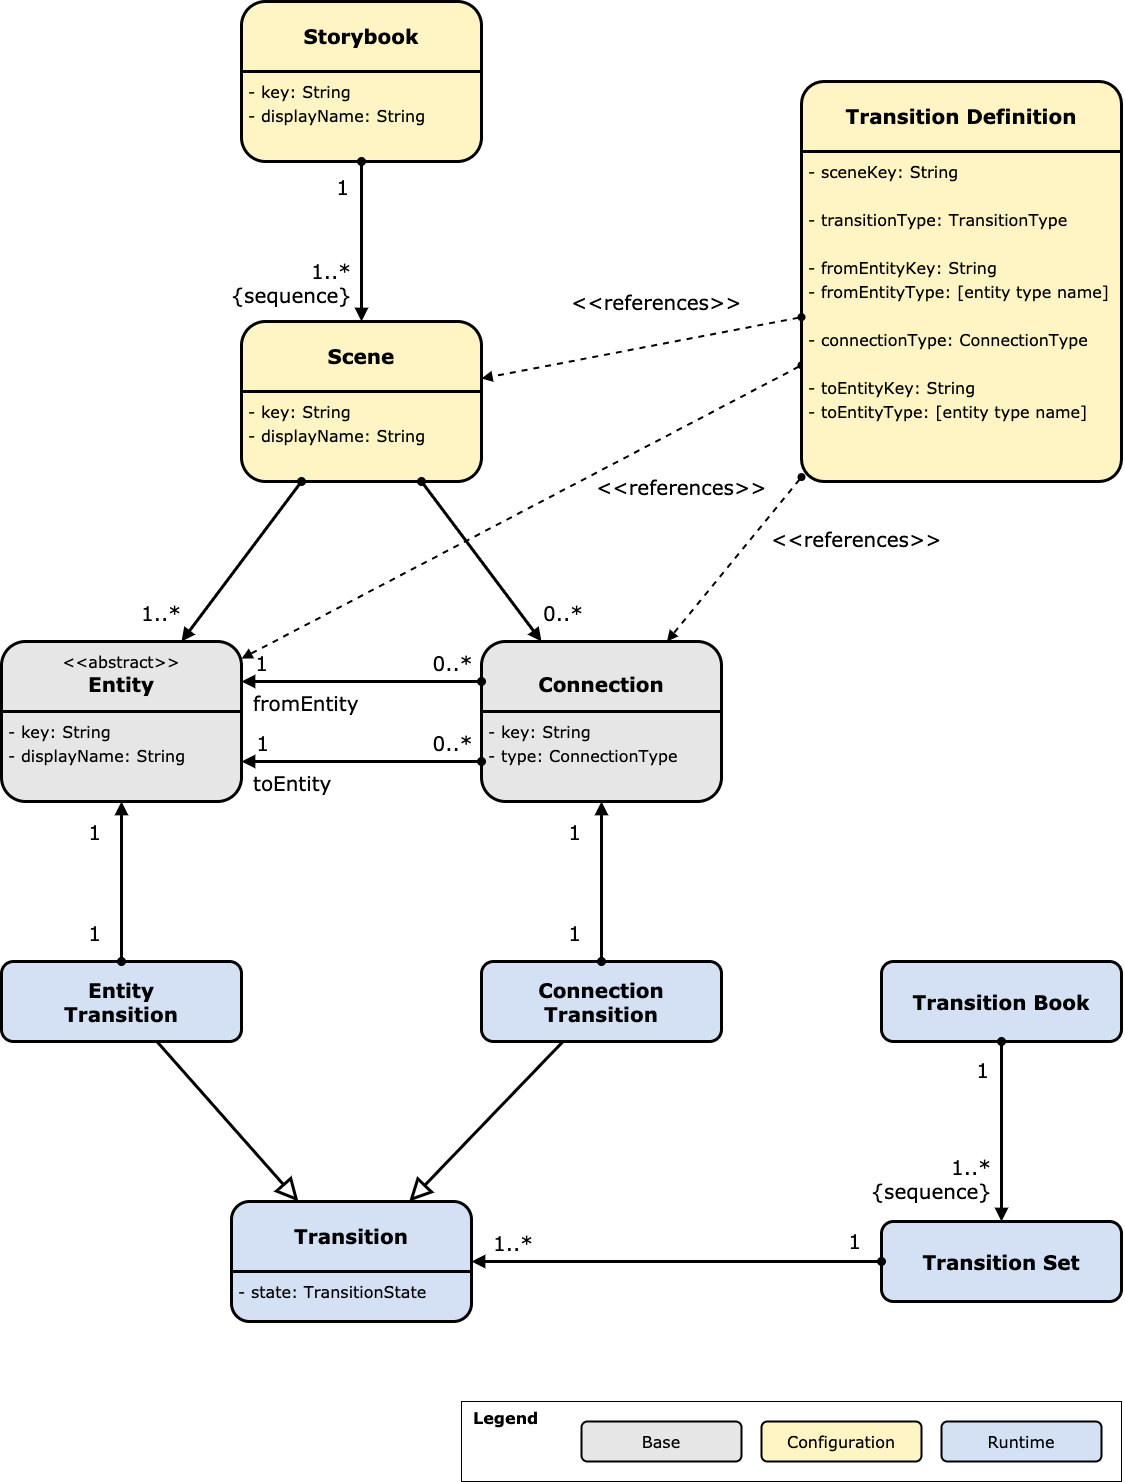 Storybook
- key: String
- displayName: String
Transition Definition
- sceneKey: String
- transitionType: TransitionType
- fromEntityKey: String
- fromEntityType: [entity type name]
- connectionType: ConnectionType
- toEntityKey: String
- toEntityType: [entity type name]
1
1..*
{sequence}
<<references>>
Scene
- key: String
- displayName: String
<<references>>
<<references>>
1..*
0..*
<<abstract>>
Entity
- key: String
- displayName: String
1
0..*
fromEntity
1
0..*
toEntity
Connection
- key: String
- type: ConnectionType
1
1
1
1
Entity
Transition
Connection
Transition
Transition Book
1
1..*
{sequence}
Transition
- state: TransitionState
1..*
1
Transition Set
Legend
Base
Configuration
Runtime